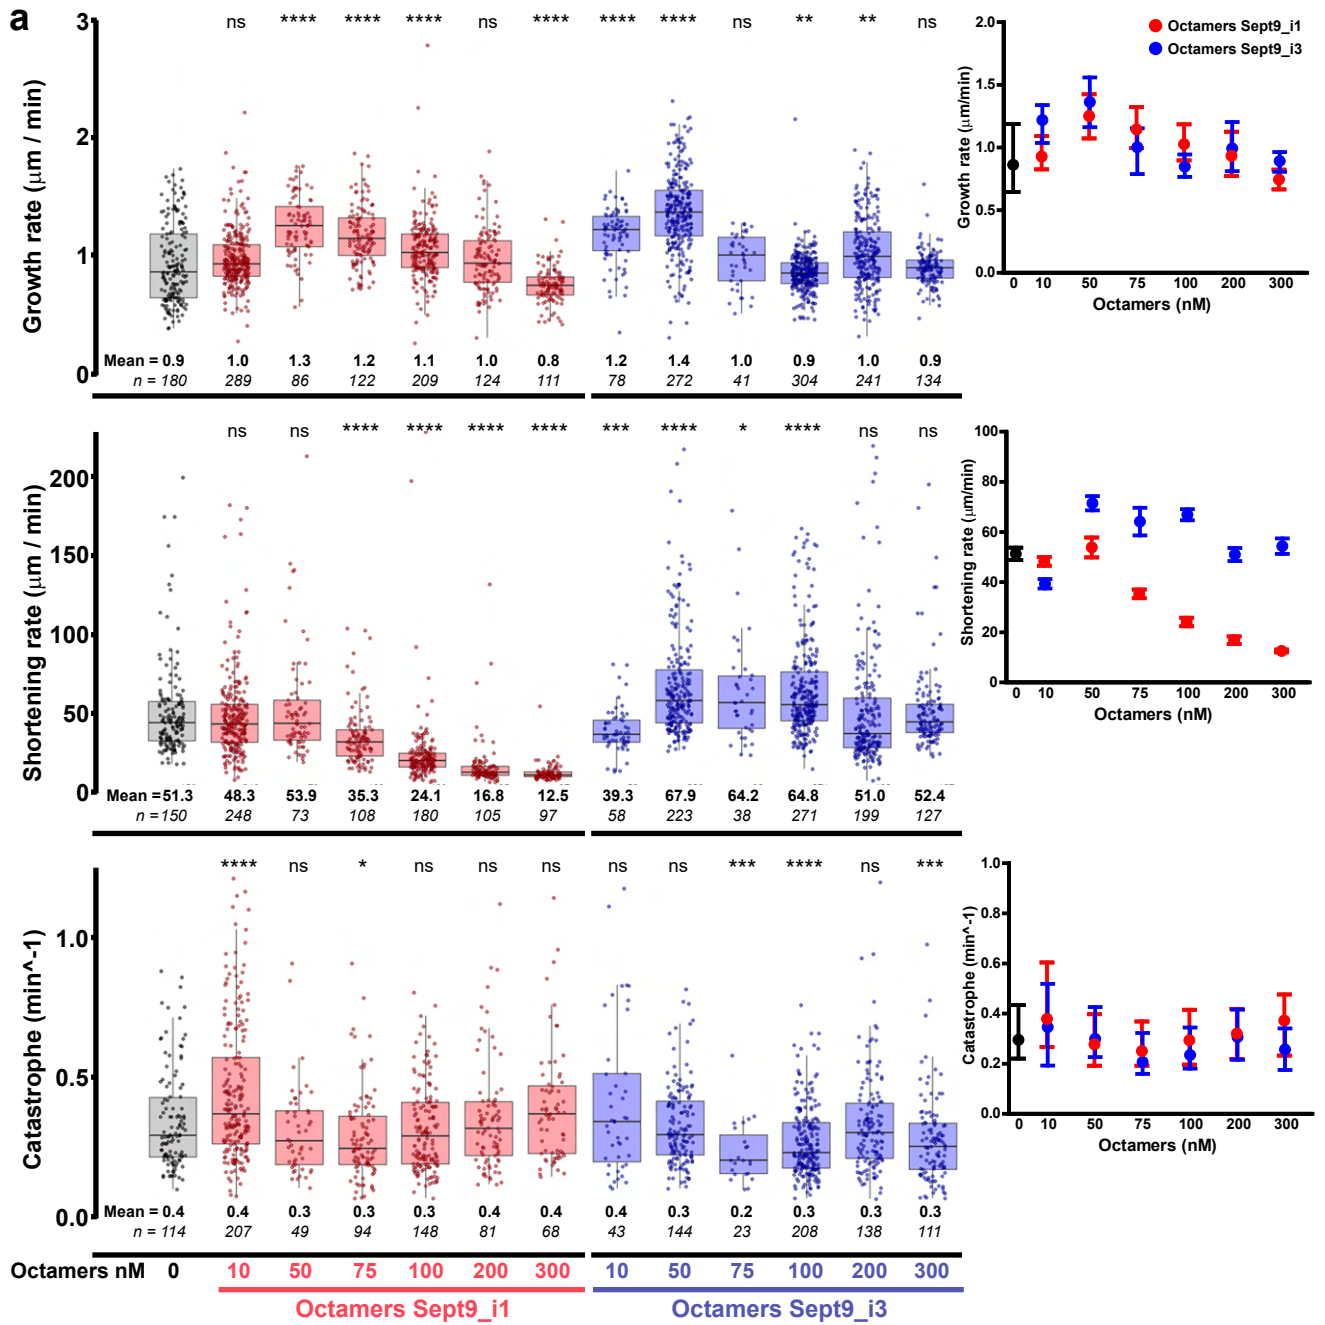 a
ns **** **** **** ns **** **** **** ns ** ** ns
3
2
1
0
Growth rate (μm / min)
Mean = 0.9 1.0 1.3 1.2 1.1 1.0 0.8 1.2 1.4 1.0 0.9 1.0 0.9
n = 180 289 86 122 209 124 111 78 272 41 304 241 134
2.0
1.5
1.0
0.5
0.0
Growth rate (μm/min)
Octamers Sept9_i1
Octamers Sept9_i3
0 10 50 75 100 200 300
Octamers (nM)
ns ns **** **** **** **** *** **** * **** ns ns
200
150
100
50
0
Shortening rate (μm / min)
Mean = 51.3 48.3 53.9 35.3 24.1 16.8 12.5 39.3 67.9 64.2 64.8 51.0 52.4
n = 150 248 73 108 180 105 97 58 223 38 271 199 127
100
80
60
40
20
0
Shortening rate (μm/min)
0 10 50 75 100 200 300
Octamers (nM)
**** ns * ns ns ns ns ns *** **** ns ***
1.0
0.5
0.0
Catastrophe (min^-1)
Mean = 0.4 0.4 0.3 0.3 0.3 0.4 0.4 0.4 0.3 0.2 0.3 0.3 0.3
n = 114 207 49 94 148 81 68 43 144 23 208 138 111
1.0
0.8
0.6
0.4
0.2
0.0
Catastrophe (min^-1)
0 10 50 75 100 200 300
Octamers (nM)
Octamers nM 0 10 50 75 100 200 300 10 50 75 100 200 300
Octamers Sept9_i1 Octamers Sept9_i3